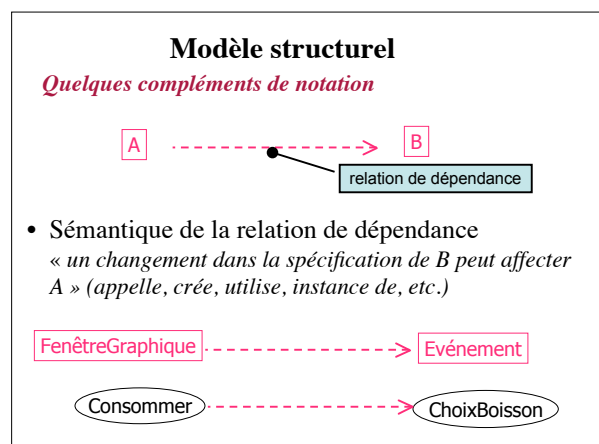 Modèle structurel
Quelques compléments de notation
A
B
relation de dépendance
• Sémantique de la relation de dépendance
« un changement dans la spécification de B peut affecter
A » (appelle, crée, utilise, instance de, etc.)
FenêtreGraphique
Evénement
Consommer
ChoixBoisson